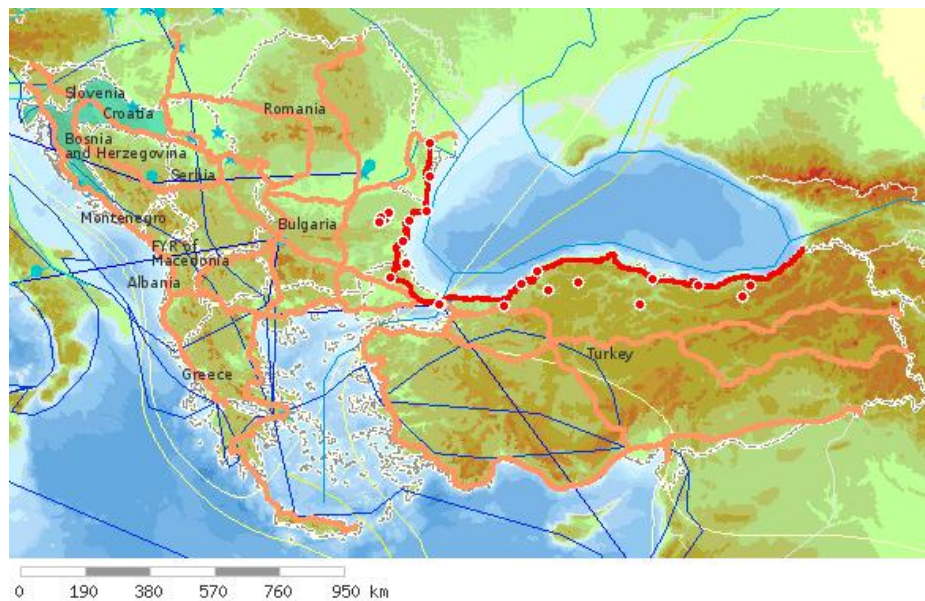 Slovenia
Croatia
Romania
Bosnia
and Herzegovina
Serbia
Montenegro
Bulgaria
FYR of
Macedonia
Albania
Turkey
Greece
0 190 380 570 760 950 km